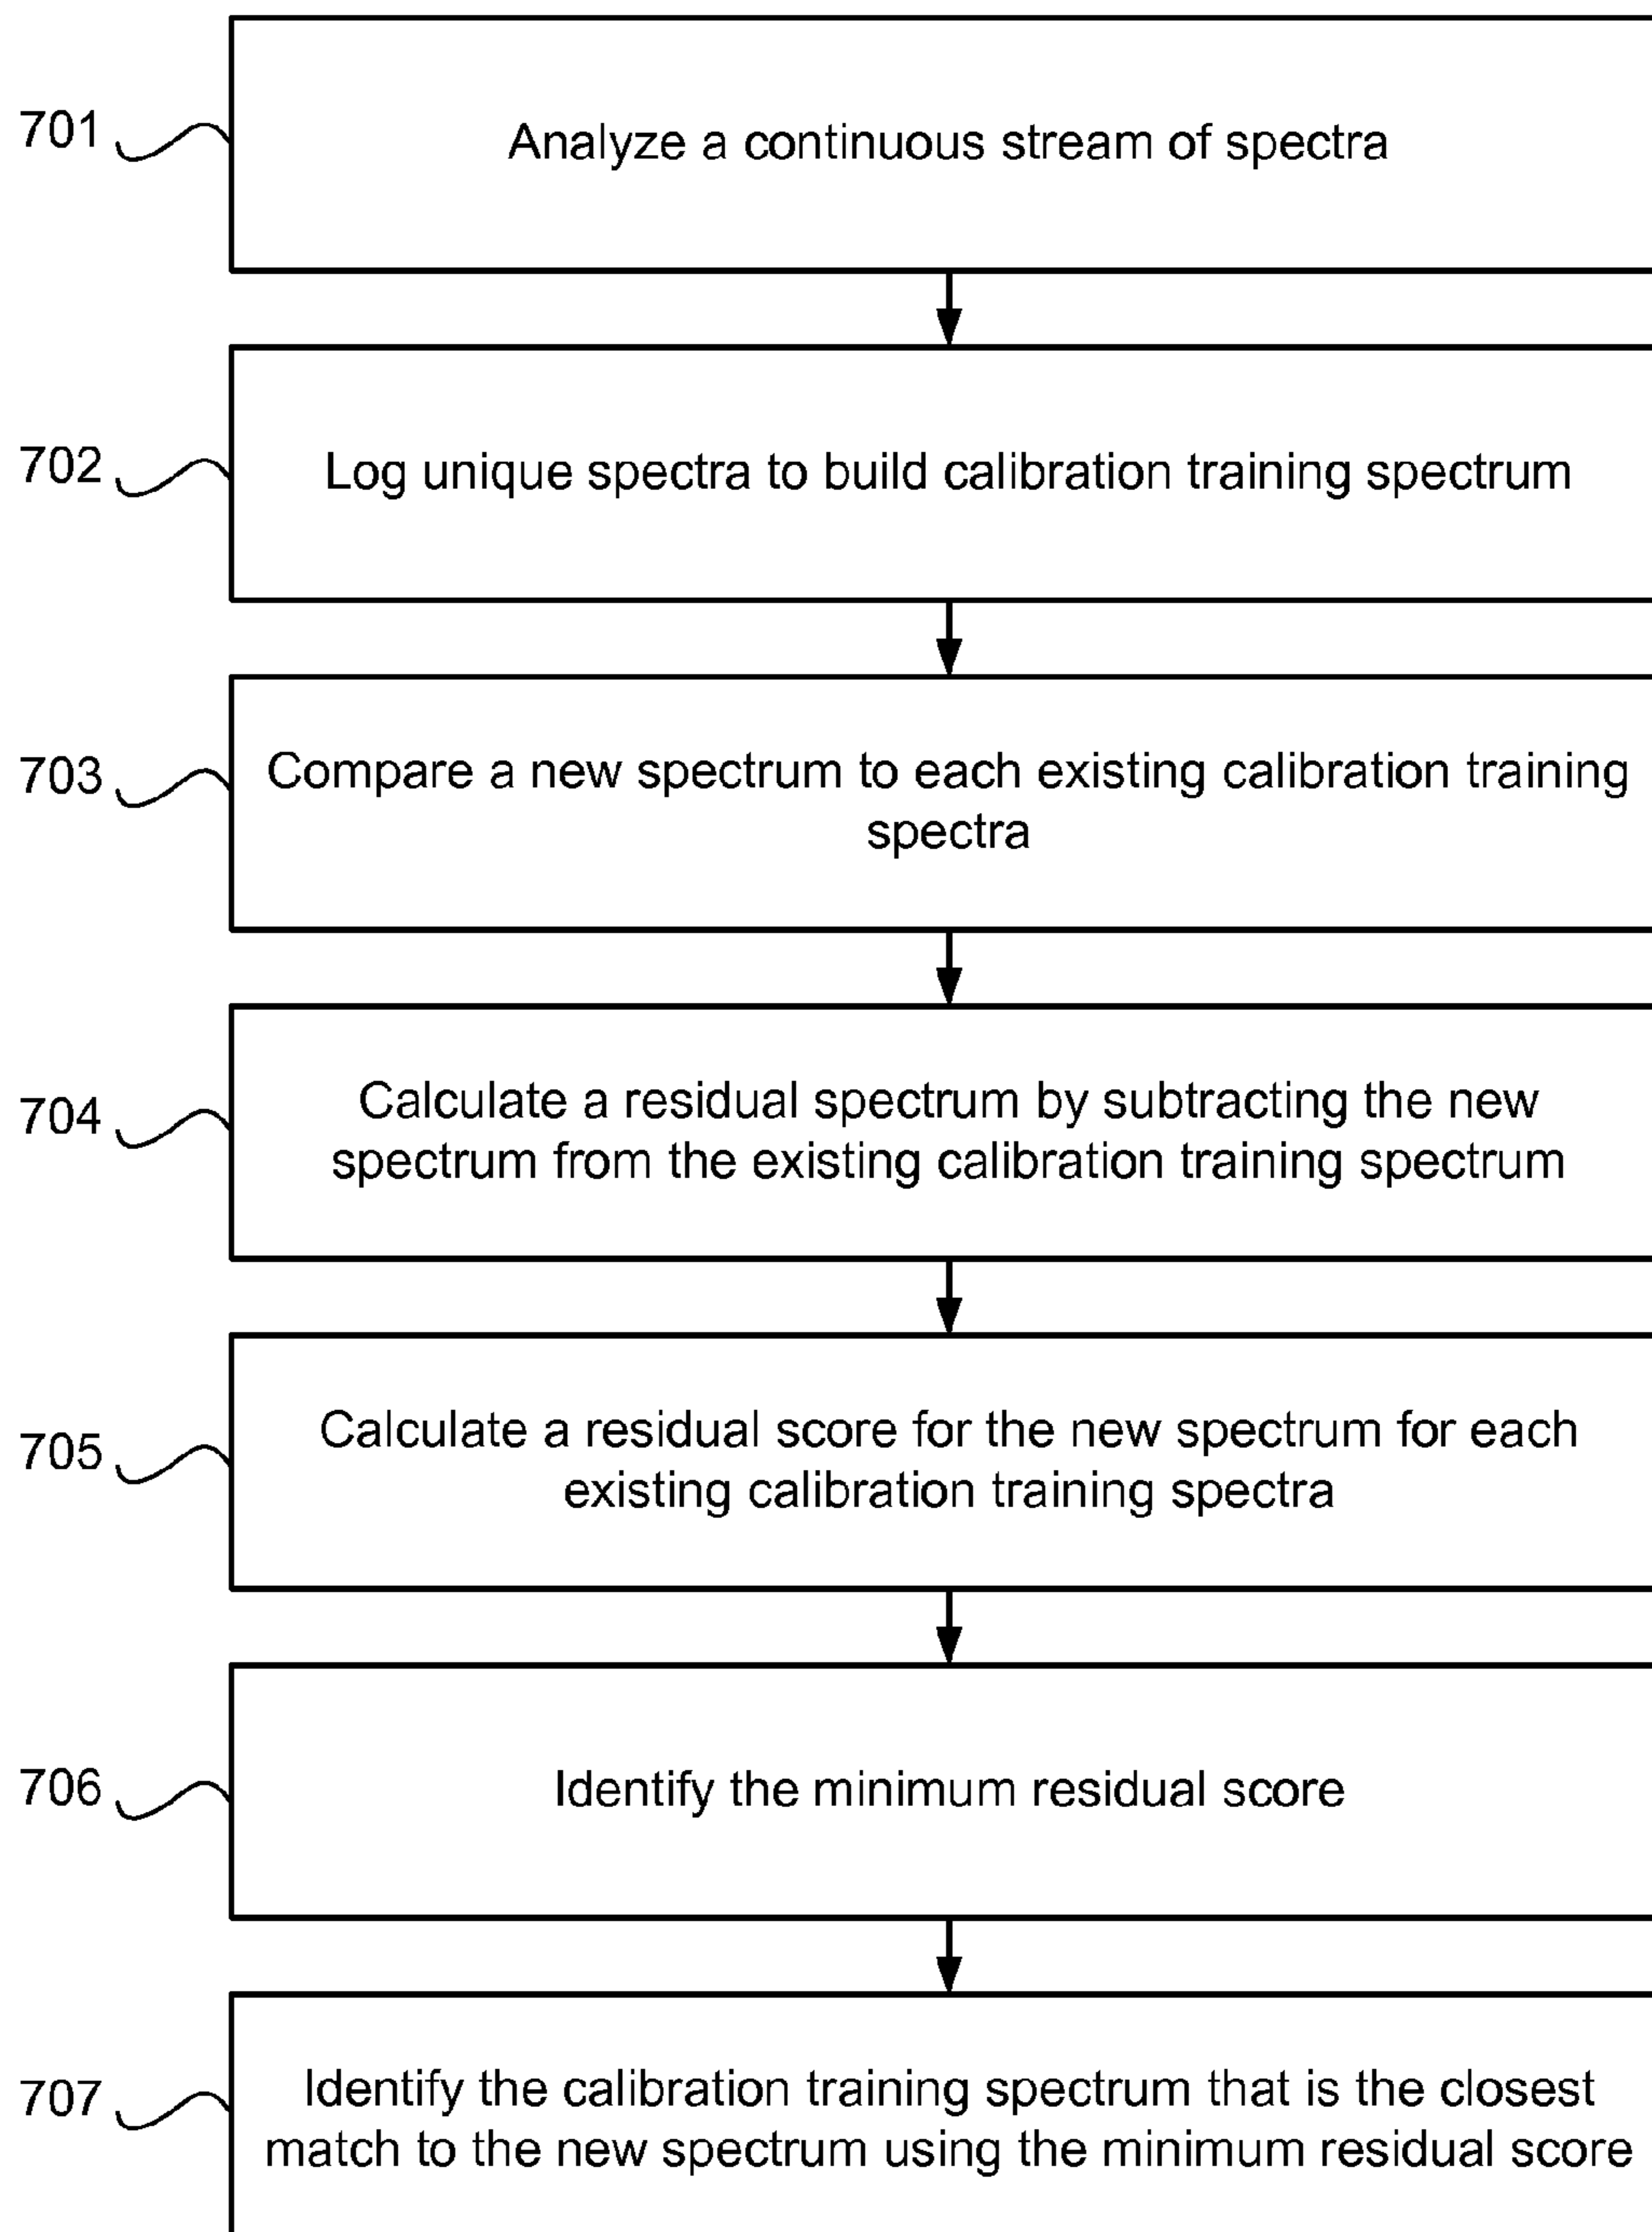 701
Analyze a continuous stream of spectra
702
Log unique spectra to build calibration training spectrum
703
Compare a new spectrum to each existing calibration training
spectra
704
Calculate a residual spectrum by subtracting the new
spectrum from the existing calibration training spectrum
705
Calculate a residual score for the new spectrum for each
existing calibration training spectra
706
Identify the minimum residual score
707
Identify the calibration training spectrum that is the closest
match to the new spectrum using the minimum residual score